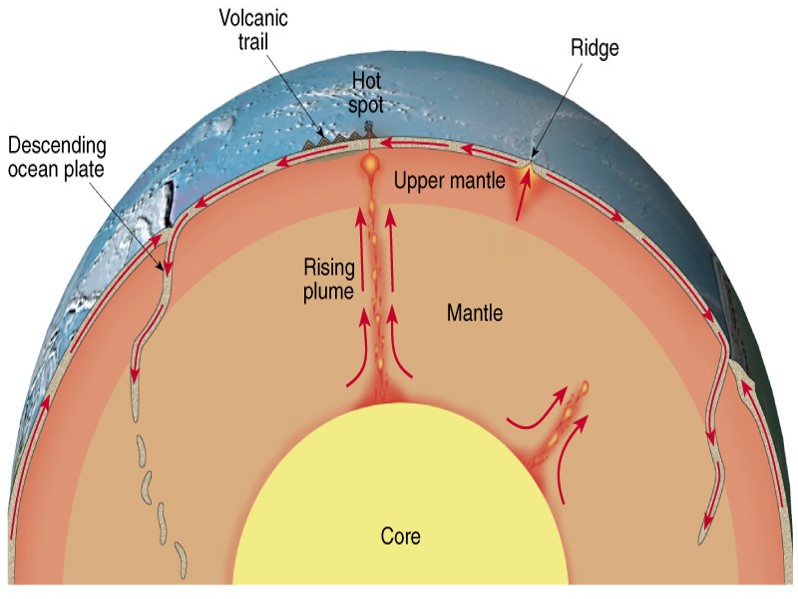 Volcanic
trail
Ridge
Hot
spot
Descending
ocean plate
Upper mantle
Rising
plume
Mantle
Core